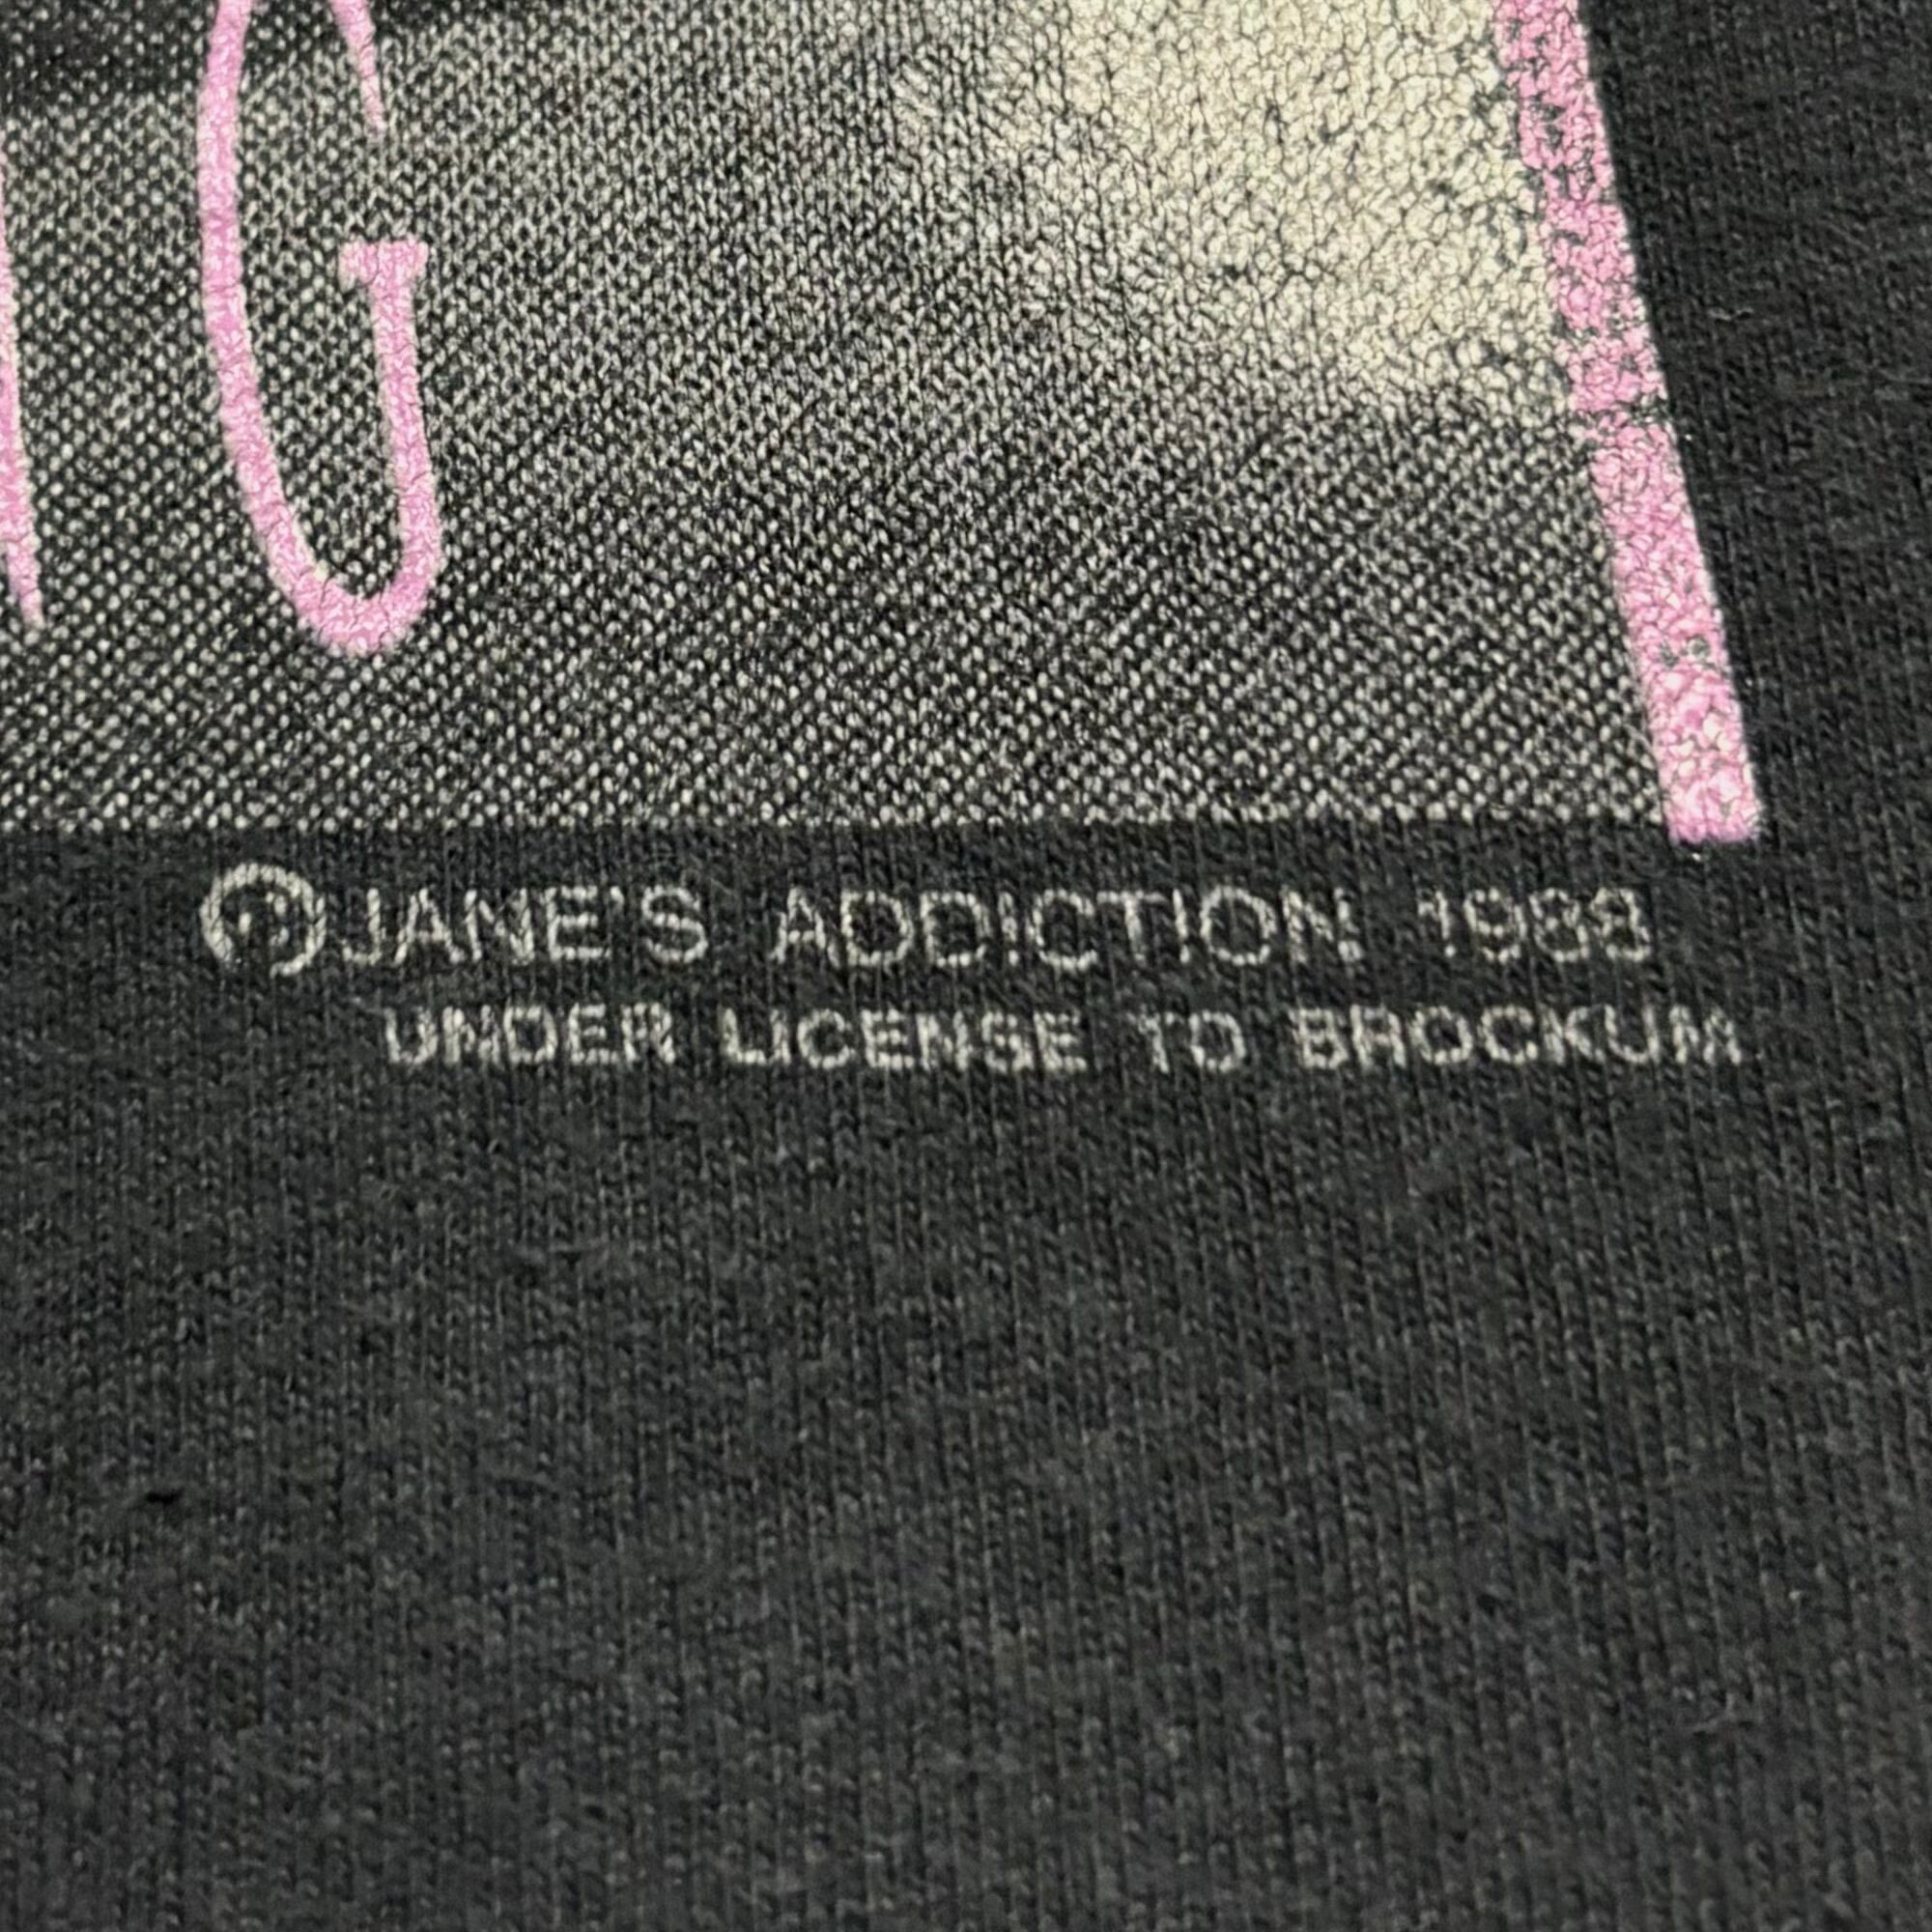 G
© JANE'S ADDICTION 1988
UNDER LICENSE TO BROCKUM